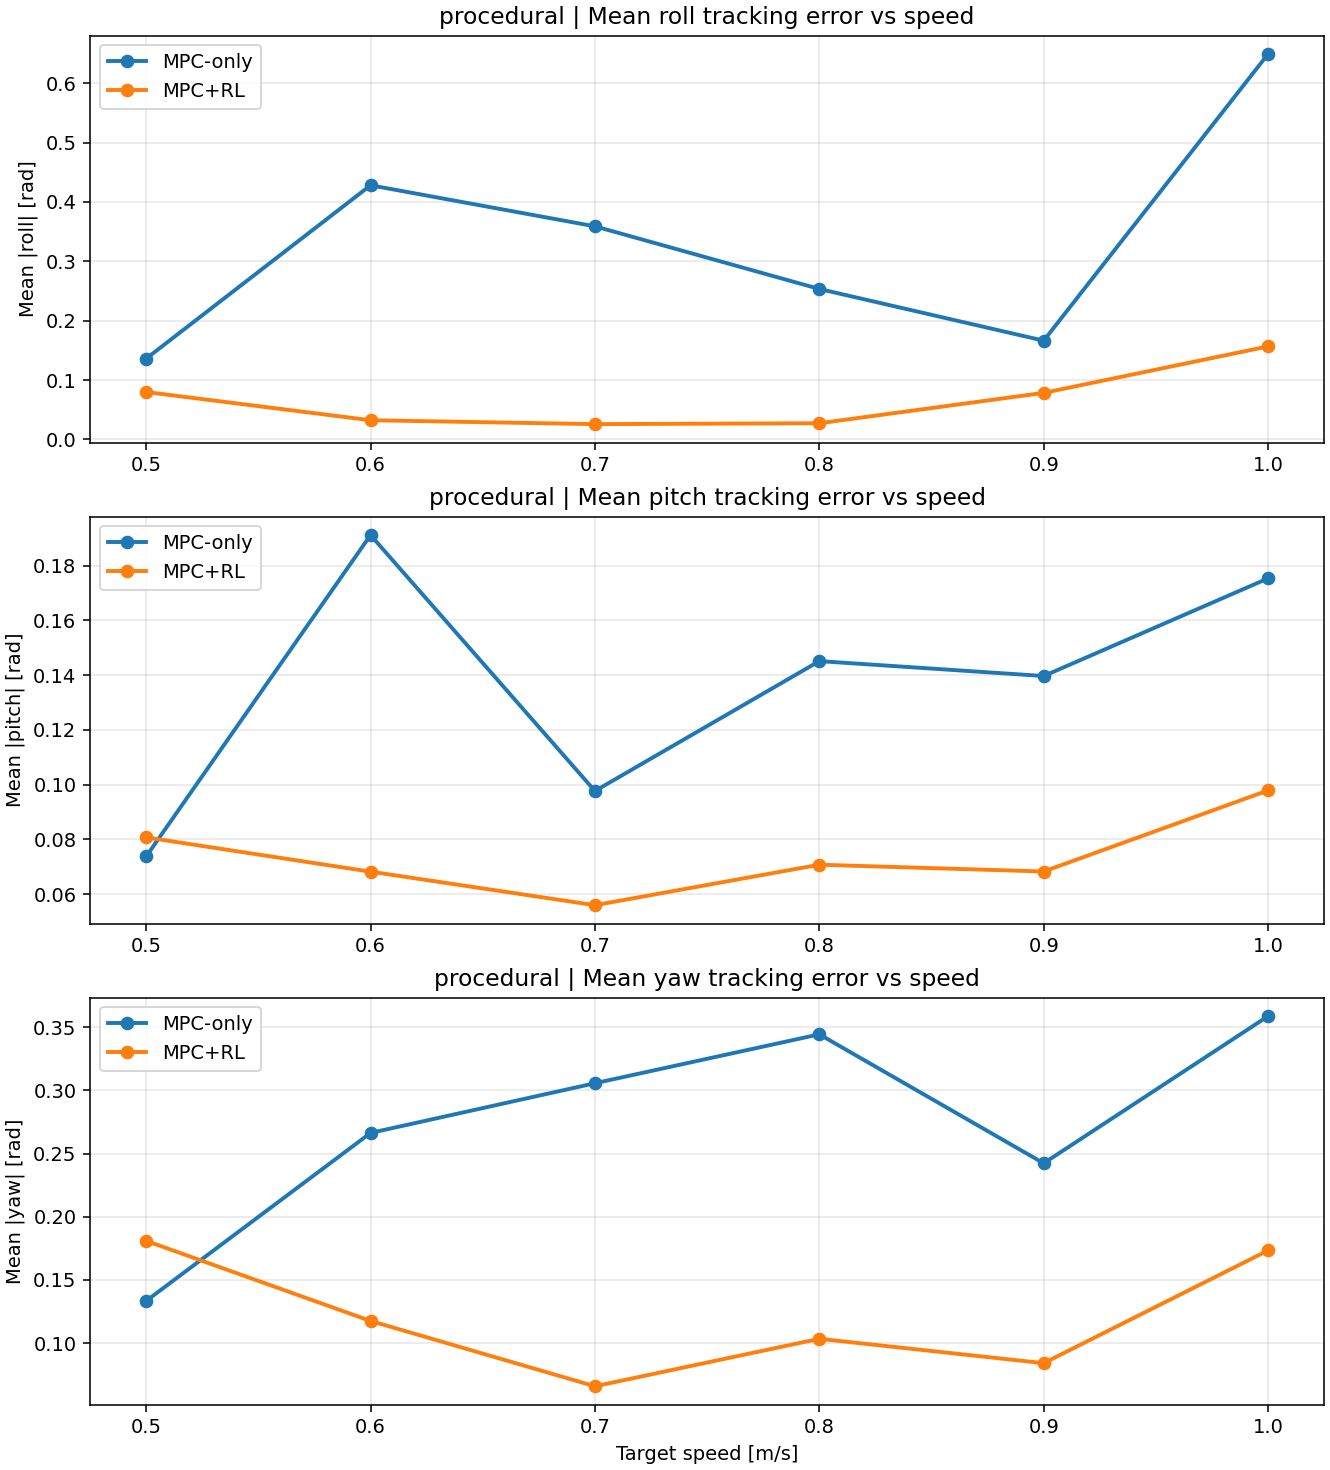 procedural | Mean roll tracking error vs speed
MPC-only
MPC+RL
Mean |roll| [rad]
0.6
0.5
0.4
0.3
0.2
0.1
0.0
0.5 0.6 0.7 0.8 0.9 1.0
procedural | Mean pitch tracking error vs speed
MPC-only
MPC+RL
Mean |pitch| [rad]
0.18
0.16
0.14
0.12
0.10
0.08
0.06
0.5 0.6 0.7 0.8 0.9 1.0
procedural | Mean yaw tracking error vs speed
MPC-only
MPC+RL
Mean |yaw| [rad]
0.35
0.30
0.25
0.20
0.15
0.10
0.5 0.6 0.7 0.8 0.9 1.0
Target speed [m/s]